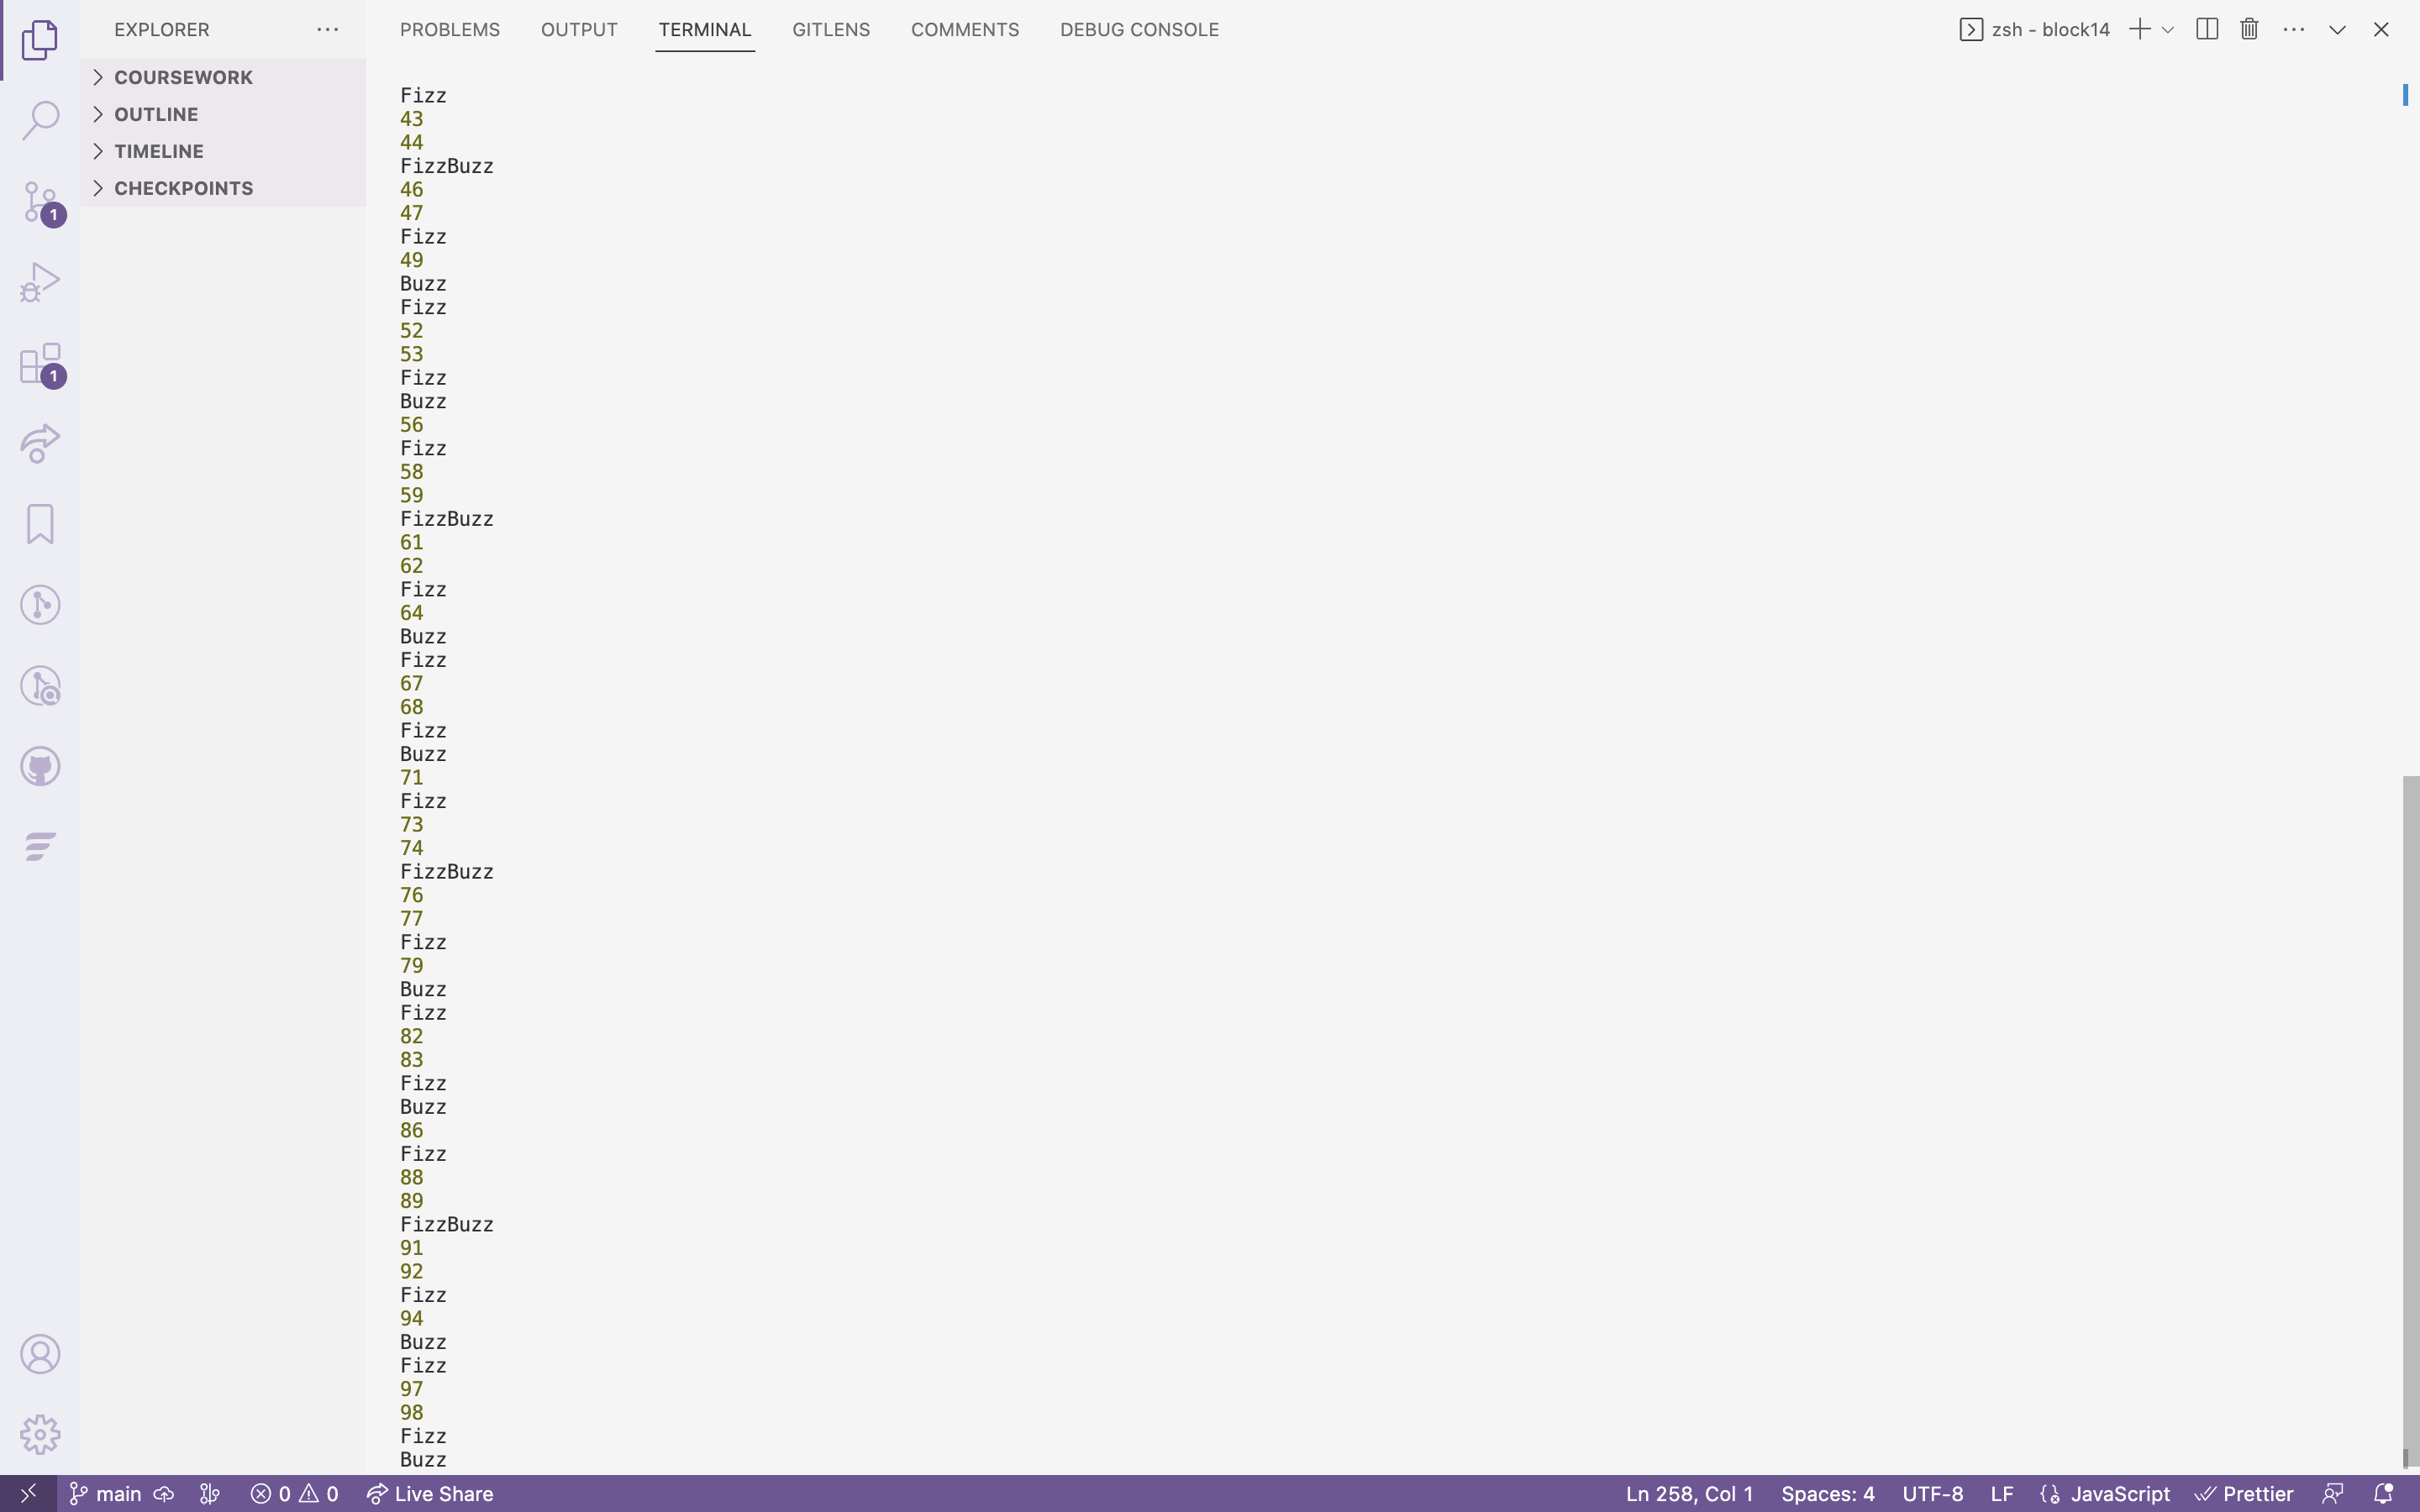 EXPLORER
PROBLEMS OUTPUT TERMINAL GITLENS COMMENTS DEBUG CONSOLE
zsh - block14
COURSEWORK
OUTLINE
TIMELINE
CHECKPOINTS
1
1
Fizz
43
44
FizzBuzz
46
47
Fizz
49
Buzz
Fizz
52
53
Fizz
Buzz
56
Fizz
58
59
FizzBuzz
61
62
Fizz
64
Buzz
Fizz
67
68
Fizz
Buzz
71
Fizz
73
74
FizzBuzz
76
77
Fizz
79
Buzz
Fizz
82
83
Fizz
Buzz
86
Fizz
88
89
FizzBuzz
91
92
Fizz
94
Buzz
Fizz
97
98
Fizz
Buzz
main 0 0 Live Share
Ln 258, Col 1 Spaces: 4 UTF-8 LF JavaScript Prettier